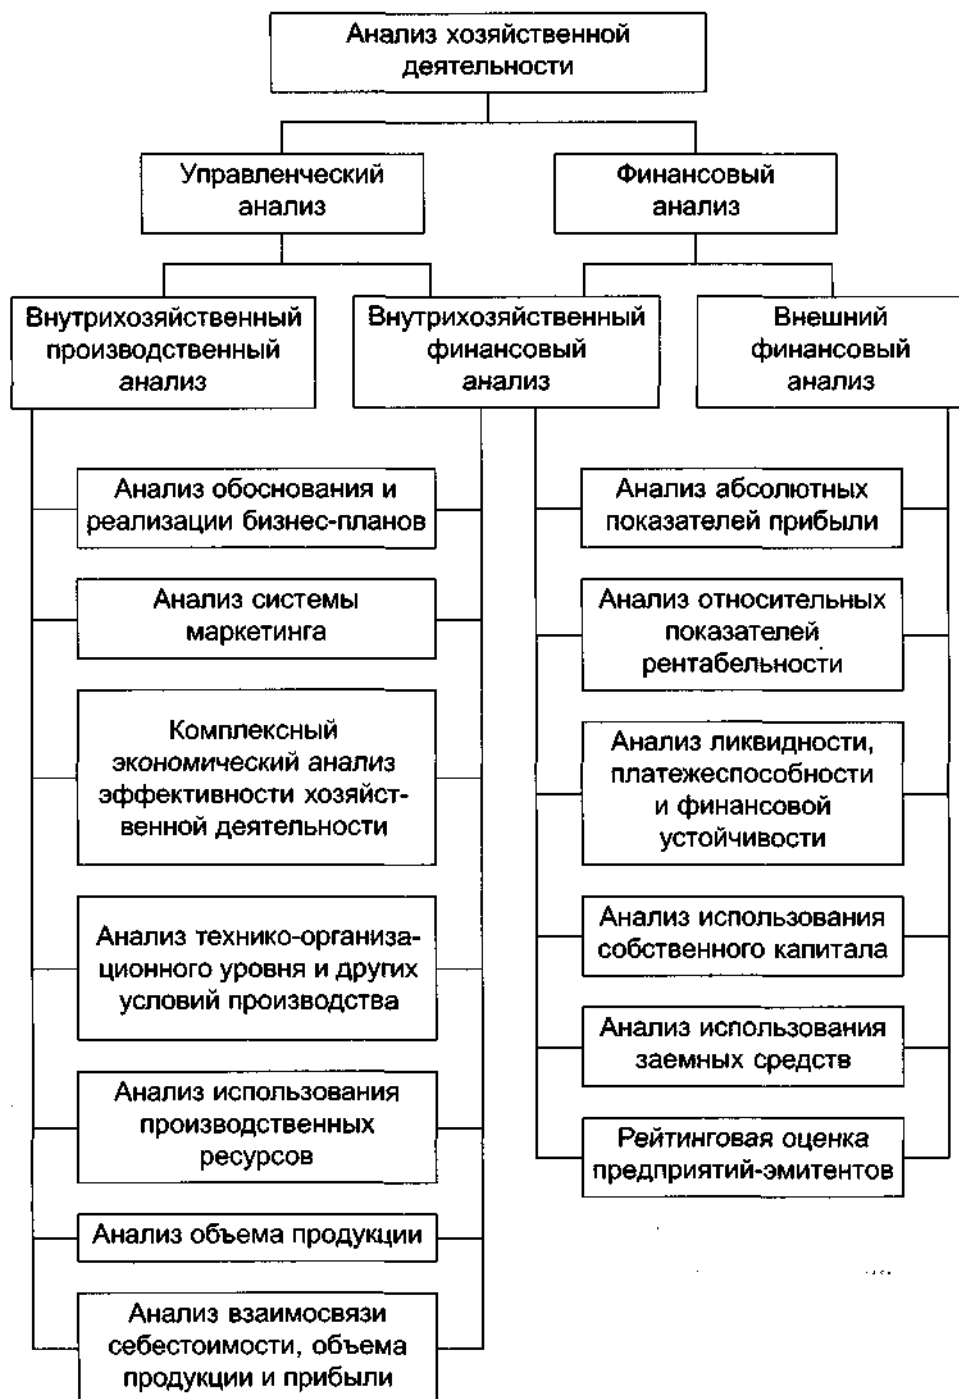 Анализ хозяйственной
деятельности
Управленческий
анализ
Финансовый
анализ
Внутрихозяйственный
производственный
анализ
Внутрихозяйственный
финансовый
анализ
Внешний
финансовый
анализ
Анализ обоснования и
реализации бизнес-планов
Анализ системы
маркетинга
Комплексный
экономический анализ
эффективности хозяйст-
венной деятельности
Анализ технико-организа-
ционного уровня и других
условий производства
Анализ использования
производственных
ресурсов
Анализ объема продукции
Анализ взаимосвязи
себестоимости, объема
продукции и прибыли
Анализ абсолютных
показателей прибыли
Анализ относительных
показателей
рентабельности
Анализ ликвидности,
платежеспособности
и финансовой
устойчивости
Анализ использования
собственного капитала
Анализ использования
заемных средств
Рейтинговая оценка
предприятий-эмитентов